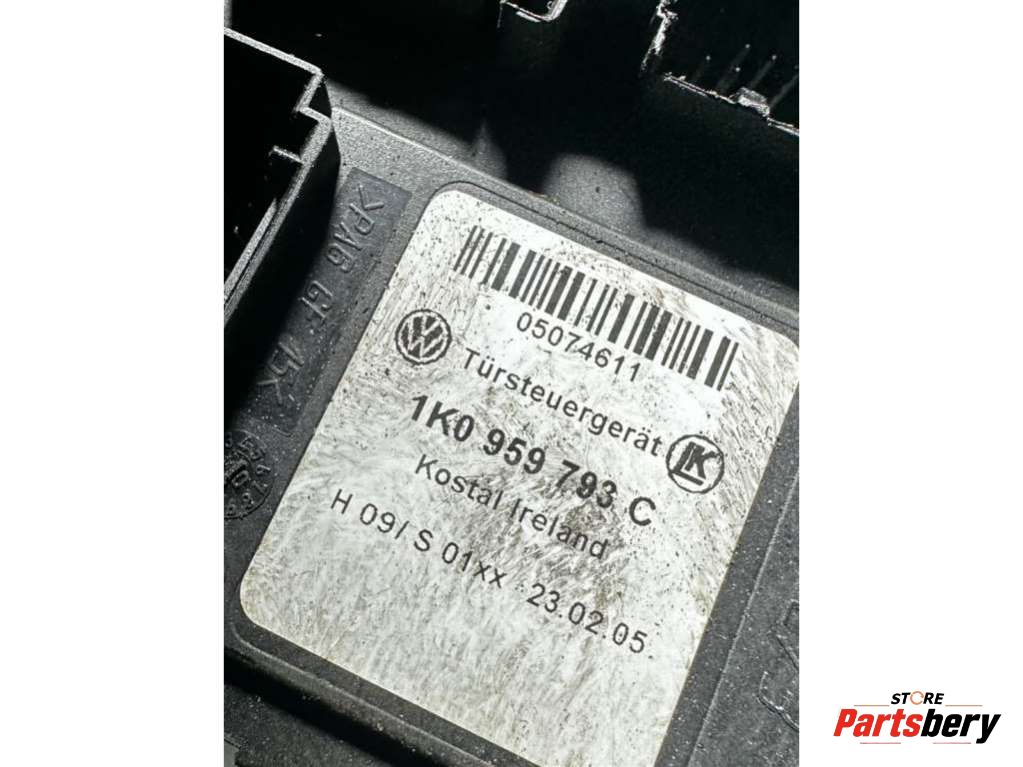 >PA6 GF 15<
05074611
Türsteuergerät
1K0 959 793 C
Kostal Ireland
H 09/ S 01xx 23.02.05
STORE
Partsbery